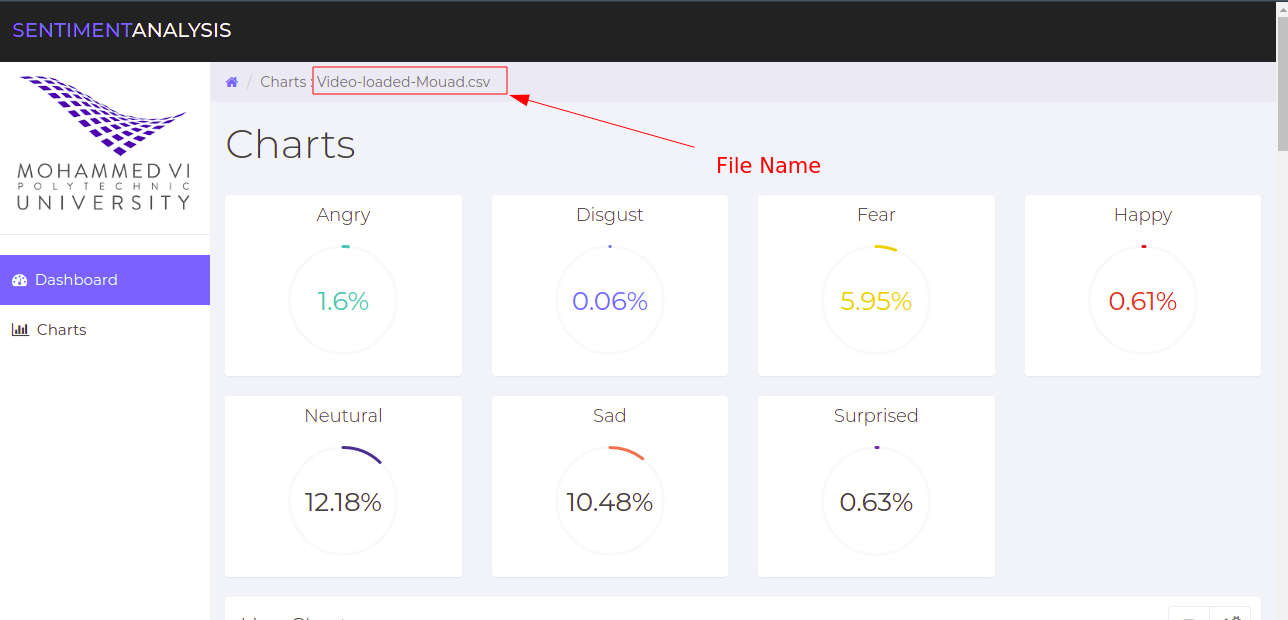 SENTIMENTANALYSIS
MOHAMMED VI
POLYTECHNIC
UNIVERSITY
Dashboard
Charts
/ Charts : Video-loaded-Mouad.csv
File Name
Charts
Angry
1.6%
Disgust
0.06%
Fear
5.95%
Happy
0.61%
Neutural
12.18%
Sad
10.48%
Surprised
0.63%